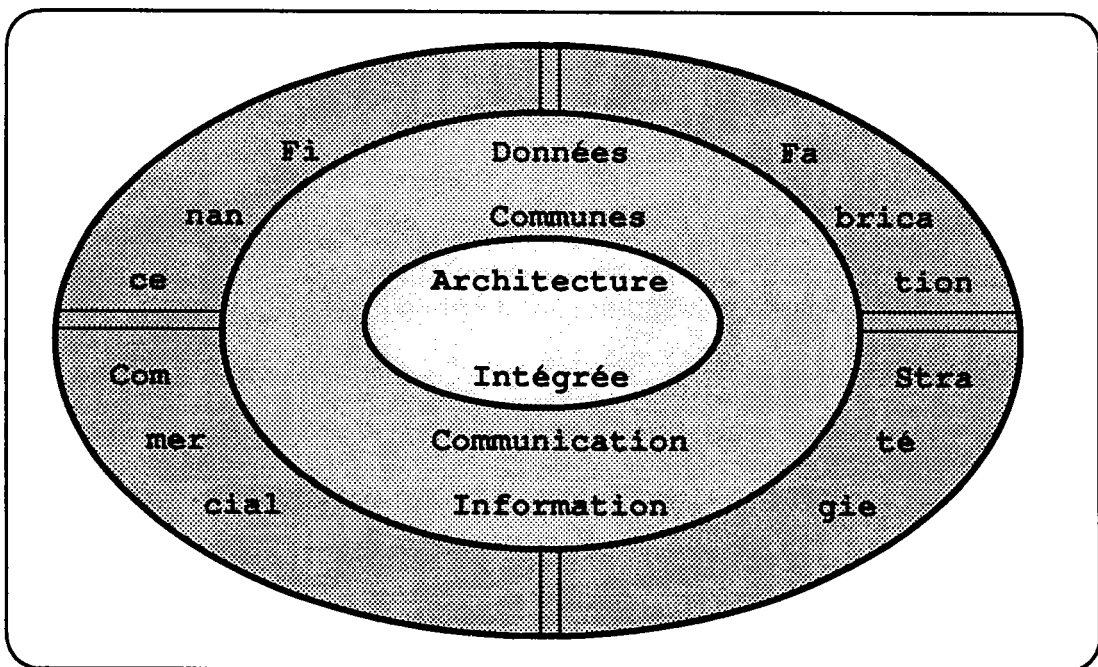 Fi Données Fa
nan Communes brica
ce Architecture tion
Com Intégrée Stra
mer Communication té
cial Information gie